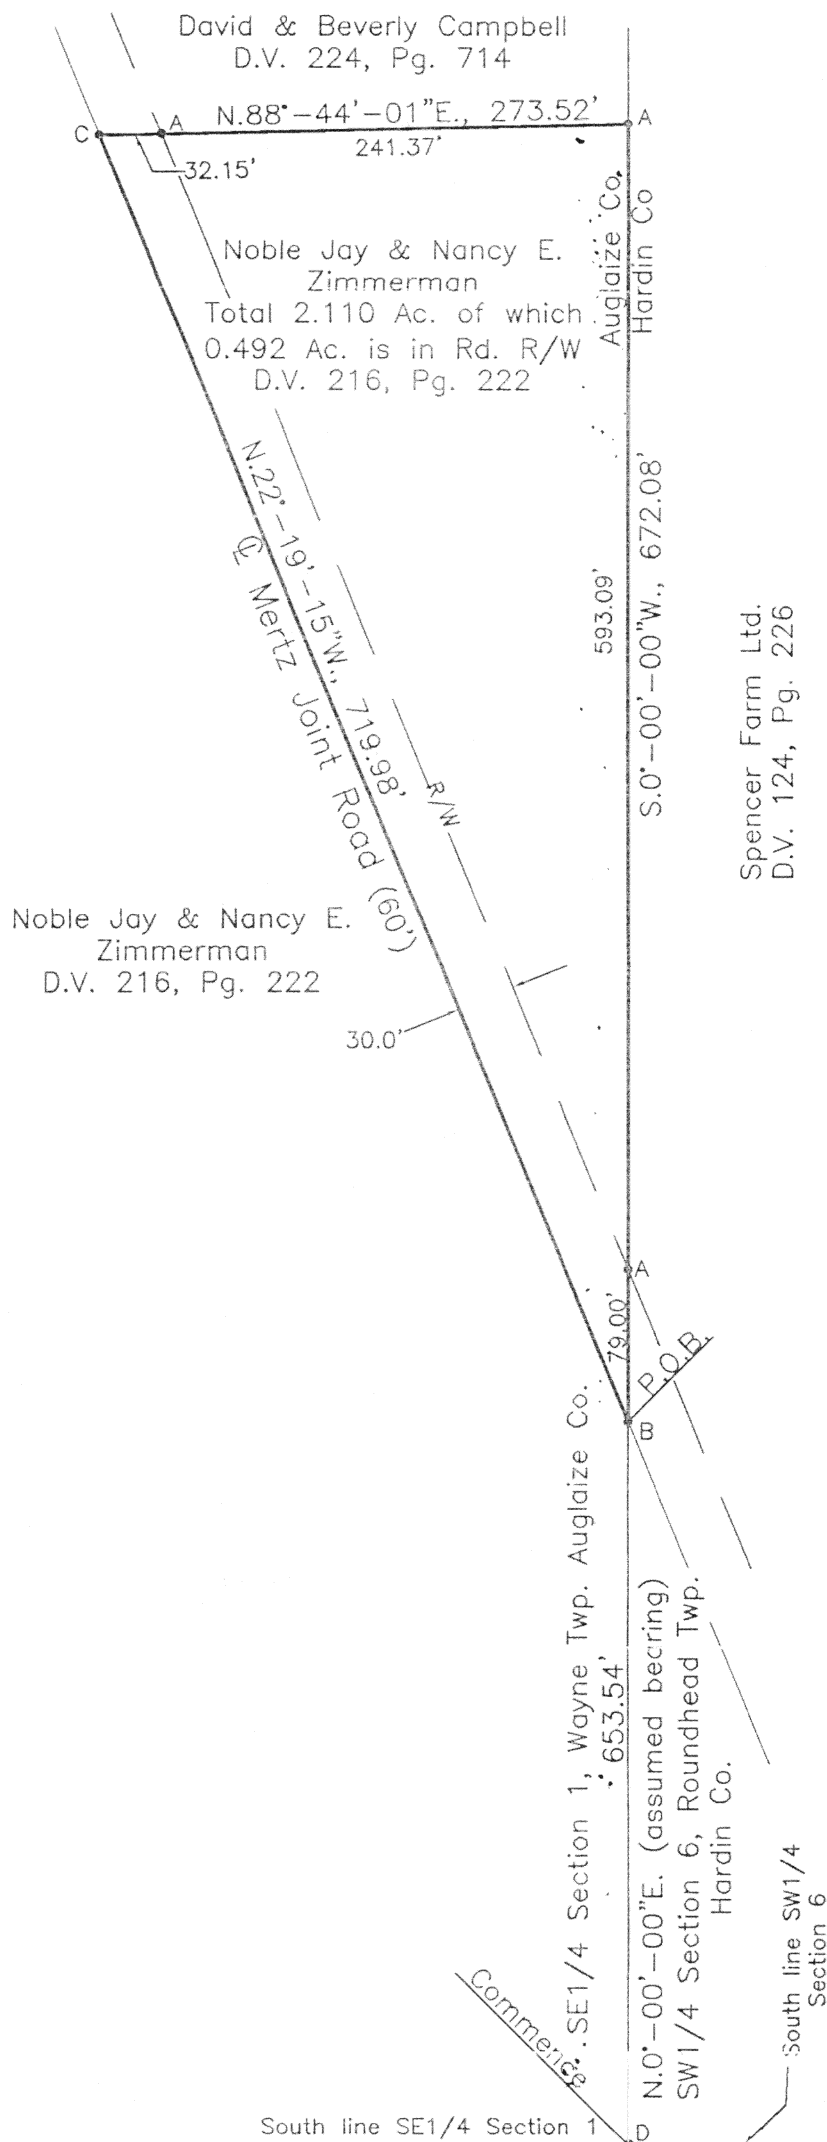 David & Beverly Campbell
D.V. 224, Pg. 714
N.88°-44'-01"E., 273.52'
C
A
A
241.37'
32.15'
Auglaize Co.
Hardin Co
Noble Jay & Nancy E.
Zimmerman
Total 2.110 Ac. of which
0.492 Ac. is in Rd. R/W
D.V. 216, Pg. 222
N.22°-19'-15"W., 719.98'
℄ Mertz Joint Road (60')
R/W
593.09'
S.0°-00'-00"W., 672.08'
Spencer Farm Ltd.
D.V. 124, Pg. 226
Noble Jay & Nancy E.
Zimmerman
D.V. 216, Pg. 222
30.0'
A
79.00'
P.O.B.
B
SE1/4 Section 1, Wayne Twp. Auglaize Co.
653.54'
N.0°-00'-00"E. (assumed bearing)
SW1/4 Section 6, Roundhead Twp.
Hardin Co.
Commence
South line SW1/4
Section 6
South line SE1/4 Section 1
D